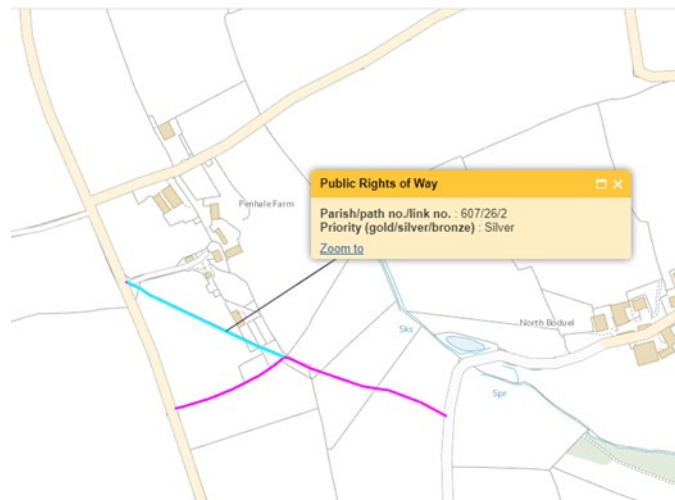 Public Rights of Way
Parish/path no./link no. : 607/26/2
Priority (gold/silver/bronze) : Silver
Zoom to
Penhale Farm
North Boduel
Sks
Spr